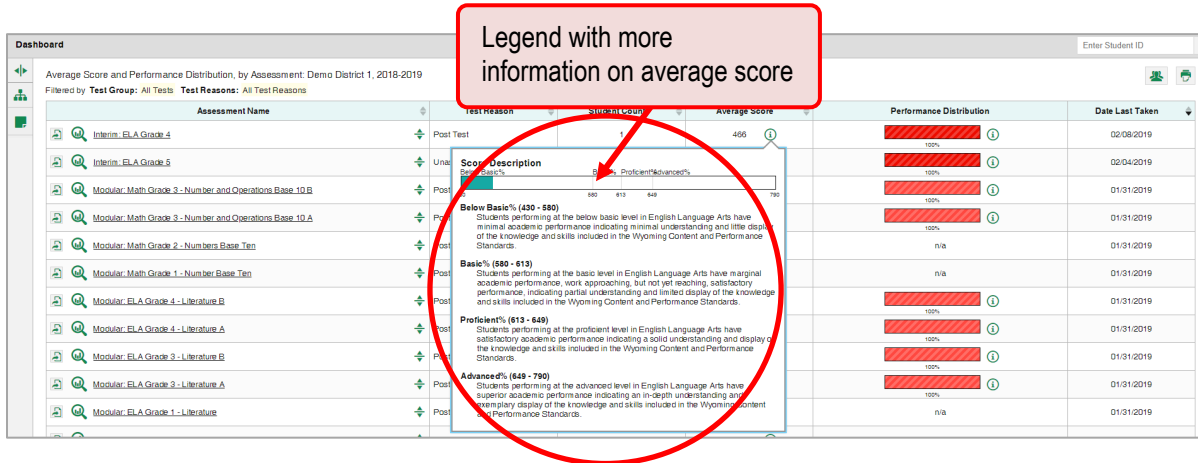 Legend with more
information on average score
Dashboard
Enter Student ID
Average Score and Performance Distribution, by Assessment: Demo District 1, 2018-2019
Filtered by Test Group: All Tests Test Reasons: All Test Reasons
Assessment Name Test Reason Student Count Average Score Performance Distribution Date Last Taken
Interim: ELA Grade 4 Post Test 1 466 100% 02/08/2019
Interim: ELA Grade 5 Una 100% 02/04/2019
Modular: Math Grade 3 - Number and Operations Base 10 B Post 100% 01/31/2019
Modular: Math Grade 3 - Number and Operations Base 10 A Post 100% 01/31/2019
Modular: Math Grade 2 - Numbers Base Ten Post n/a 01/31/2019
Modular: Math Grade 1 - Number Base Ten Post n/a 01/31/2019
Modular: ELA Grade 4 - Literature B Post 100% 01/31/2019
Modular: ELA Grade 4 - Literature A Post 100% 01/31/2019
Modular: ELA Grade 3 - Literature B Post 100% 01/31/2019
Modular: ELA Grade 3 - Literature A Post 100% 01/31/2019
Modular: ELA Grade 1 - Literature Post n/a 01/31/2019
Score Description
Below Basic% Proficient% Advanced%
580 613 649 790
Below Basic% (430 - 580)
Students performing at the below basic level in English Language Arts have
minimal academic performance indicating minimal understanding and little display
of the knowledge and skills included in the Wyoming Content and Performance
Standards.
Basic% (580 - 613)
Students performing at the basic level in English Language Arts have marginal
academic performance, work approaching, but not yet reaching, satisfactory
performance, indicating partial understanding and limited display of the knowledge
and skills included in the Wyoming Content and Performance Standards.
Proficient% (613 - 649)
Students performing at the proficient level in English Language Arts have
satisfactory academic performance indicating a solid understanding and display of
the knowledge and skills included in the Wyoming Content and Performance
Standards.
Advanced% (649 - 790)
Students performing at the advanced level in English Language Arts have
superior academic performance indicating an in-depth understanding and
exemplary display of the knowledge and skills included in the Wyoming Content
and Performance Standards.